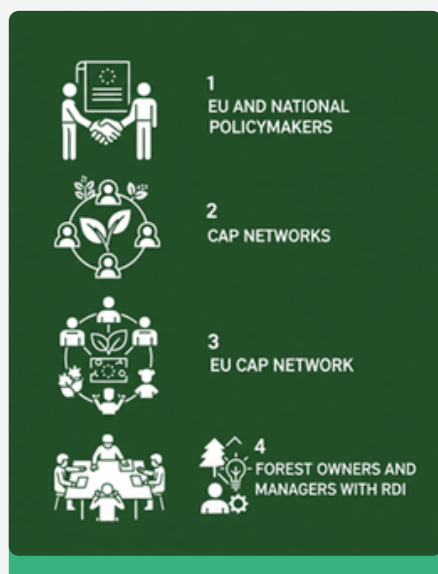 1
EU AND NATIONAL
POLICYMAKERS
2
CAP NETWORKS
3
EU CAP NETWORK
4
FOREST OWNERS AND
MANAGERS WITH RDI